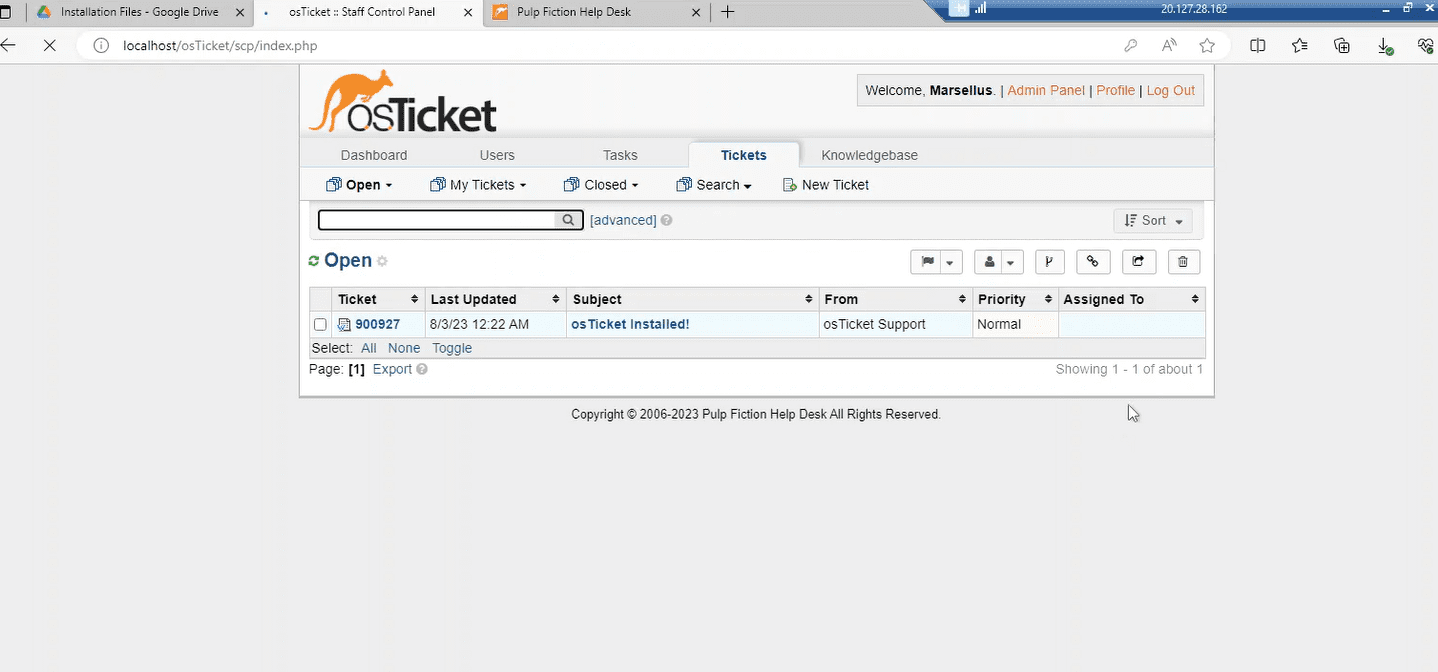 Installation Files - Google Drive
osTicket :: Staff Control Panel
Pulp Fiction Help Desk
20.127.28.162
localhost/osTicket/scp/index.php
osTicket
Welcome, Marsellus. | Admin Panel | Profile | Log Out
Dashboard Users Tasks Tickets Knowledgebase
Open My Tickets Closed Search New Ticket
[advanced] Sort
Open
Ticket Last Updated Subject From Priority Assigned To
900927 8/3/23 12:22 AM osTicket Installed! osTicket Support Normal
Select: All None Toggle
Page: [1] Export Showing 1 - 1 of about 1
Copyright © 2006-2023 Pulp Fiction Help Desk All Rights Reserved.